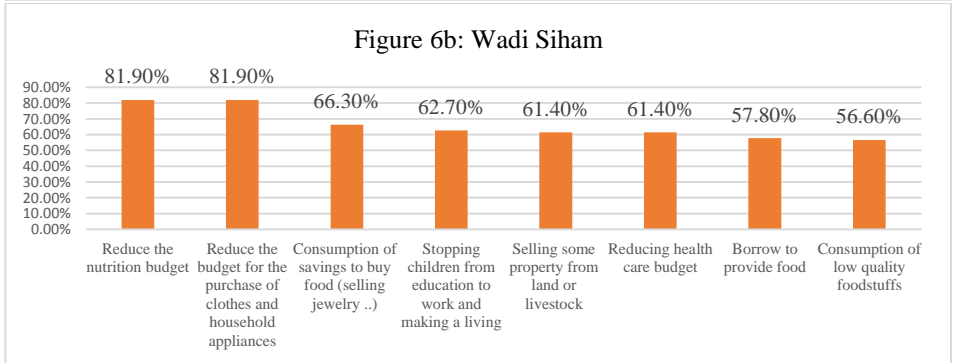 Figure 6b: Wadi Siham
81.90% 81.90% 66.30% 62.70% 61.40% 61.40% 57.80% 56.60%
90.00%
80.00%
70.00%
60.00%
50.00%
40.00%
30.00%
20.00%
10.00%
0.00%
Reduce the
nutrition budget
Reduce the
budget for the
purchase of
clothes and
household
appliances
Consumption of
savings to buy
food (selling
jewelry ..)
Stopping
children from
education to
work and
making a living
Selling some
property from
land or
livestock
Reducing health
care budget
Borrow to
provide food
Consumption of
low quality
foodstuffs